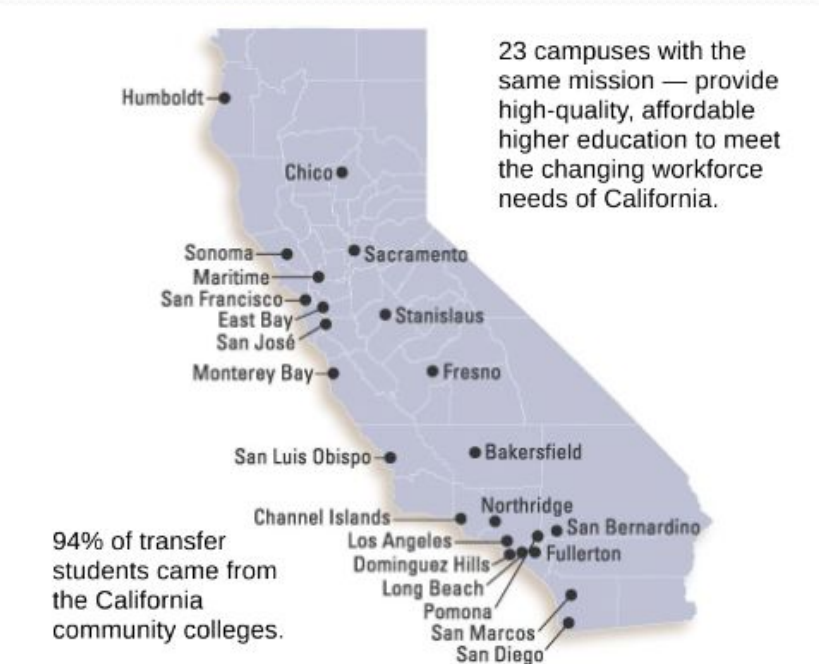 23 campuses with the
same mission — provide
high-quality, affordable
higher education to meet
the changing workforce
needs of California.
Humboldt
Chico
Sonoma
Sacramento
Maritime
San Francisco
East Bay
Stanislaus
San José
Monterey Bay
Fresno
San Luis Obispo
Bakersfield
Channel Islands
Northridge
San Bernardino
Los Angeles
Fullerton
Dominguez Hills
Long Beach
Pomona
San Marcos
San Diego
94% of transfer
students came from
the California
community colleges.